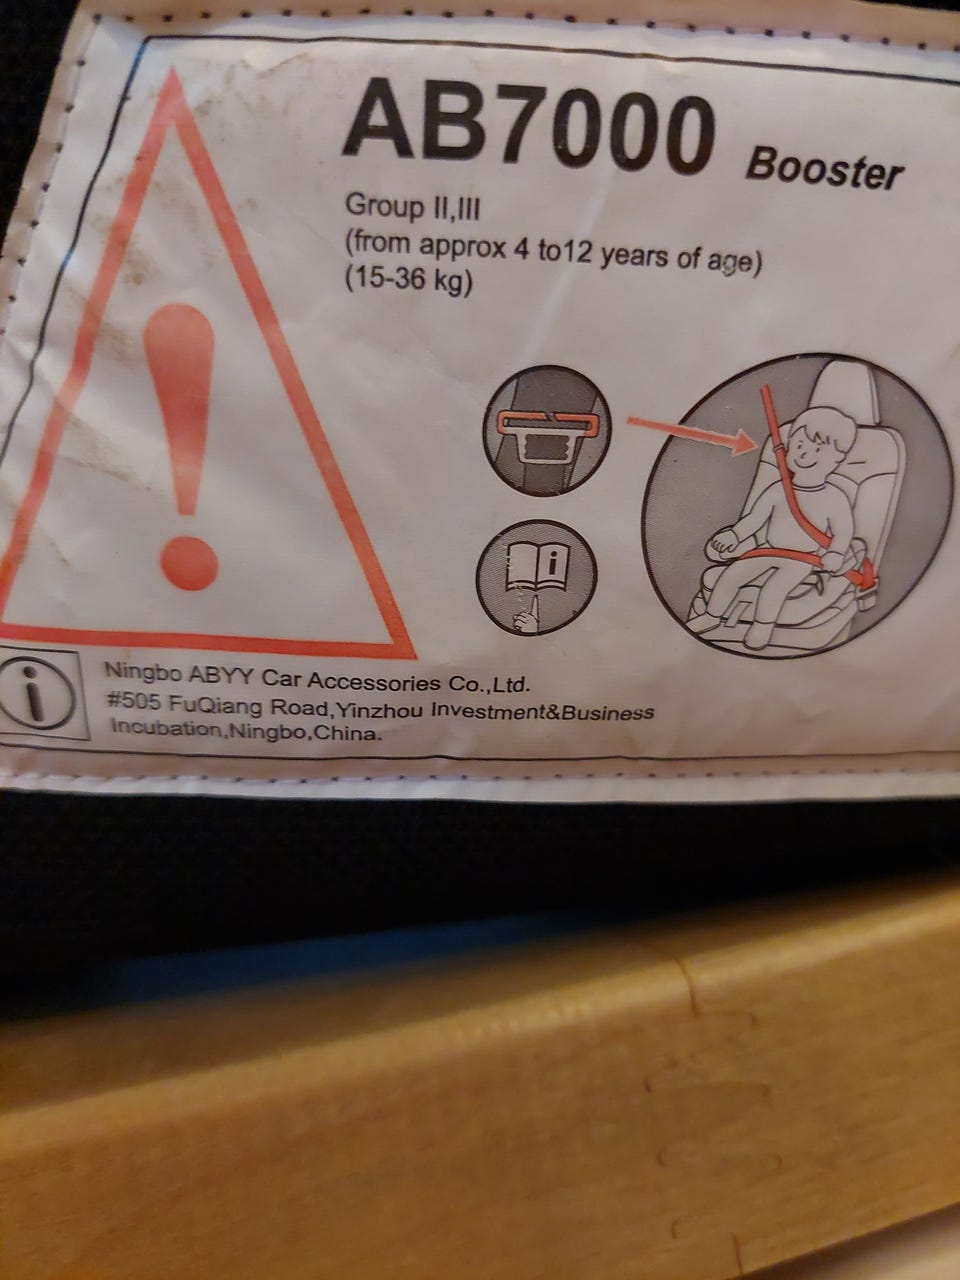 AB7000 Booster
Group II,III
(from approx 4 to12 years of age)
(15-36 kg)
i
Ningbo ABYY Car Accessories Co.,Ltd.
#505 FuQiang Road,Yinzhou Investment&Business
Incubation,Ningbo,China.